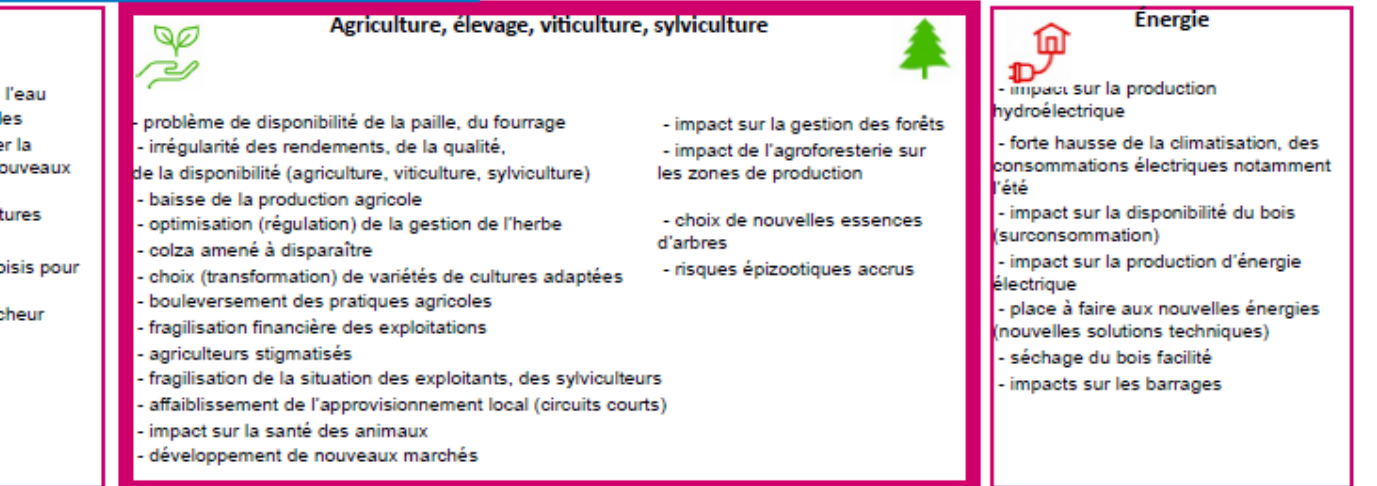 l'eau
ouveaux
tures
pour
Agriculture, élevage, viticulture, sylviculture
- problème de disponibilité de la paille, du fourrage
- irrégularité des rendements, de la qualité,
de la disponibilité (agriculture, viticulture, sylviculture)
- baisse de la production agricole
- optimisation (régulation) de la gestion de l'herbe
- colza amené à disparaître
- choix (transformation) de variétés de cultures adaptées
- bouleversement des pratiques agricoles
- fragilisation financière des exploitations
- agriculteurs stigmatisés
- fragilisation de la situation des exploitants, des sylviculteurs
- affaiblissement de l'approvisionnement local (circuits courts)
- impact sur la santé des animaux
- développement de nouveaux marchés
- impact sur la gestion des forêts
- impact de l'agroforesterie sur
les zones de production
- choix de nouvelles essences
d'arbres
- risques épizootiques accrus
Énergie
- impact sur la production
hydroélectrique
- forte hausse de la climatisation, des
consommations électriques notamment
l'été
- impact sur la disponibilité du bois
(surconsommation)
- impact sur la production d'énergie
électrique
- place à faire aux nouvelles énergies
(nouvelles solutions techniques)
- séchage du bois facilité
- impacts sur les barrages